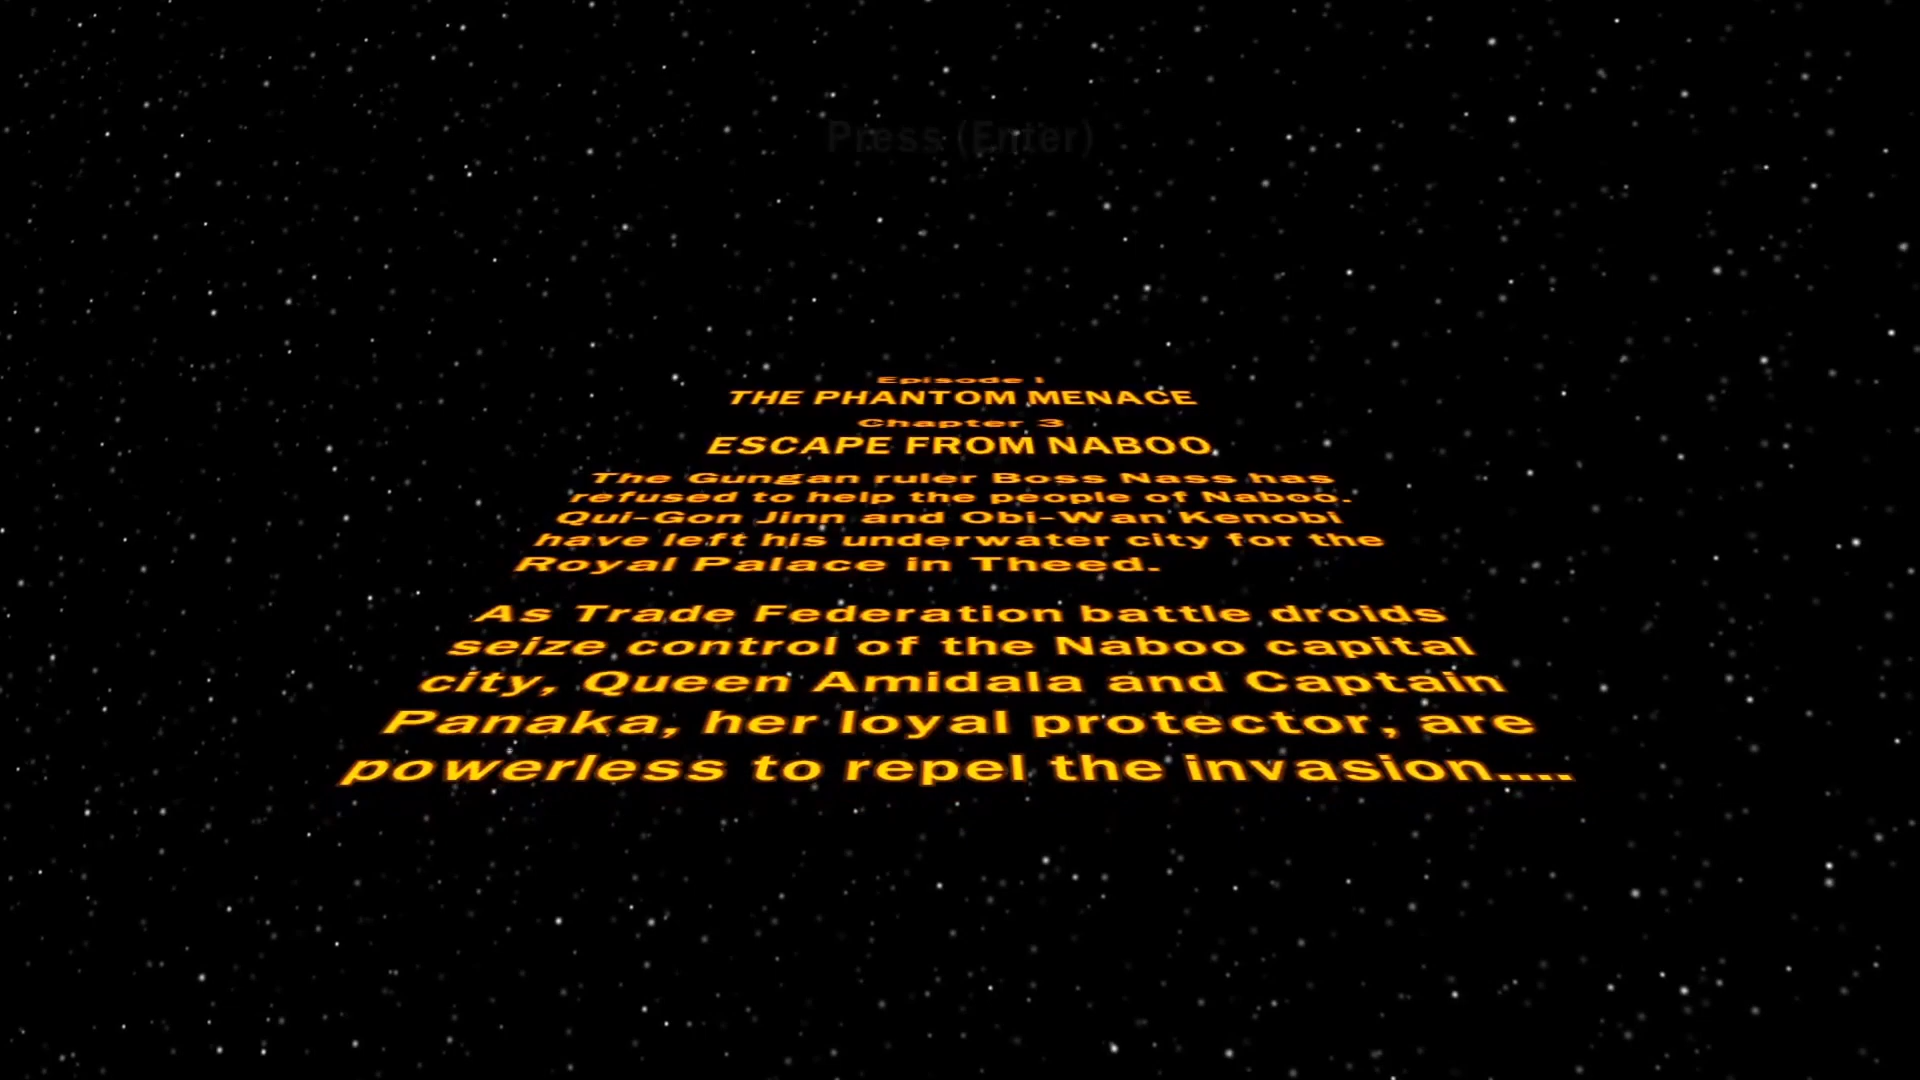 Press (Enter)
Episode I
THE PHANTOM MENACE
Chapter 3
ESCAPE FROM NABOO
The Gungan ruler Boss Nass has
refused to help the people of Naboo.
Qui-Gon Jinn and Obi-Wan Kenobi
have left his underwater city for the
Royal Palace in Theed.
As Trade Federation battle droids
seize control of the Naboo capital
city, Queen Amidala and Captain
Panaka, her loyal protector, are
powerless to repel the invasion....